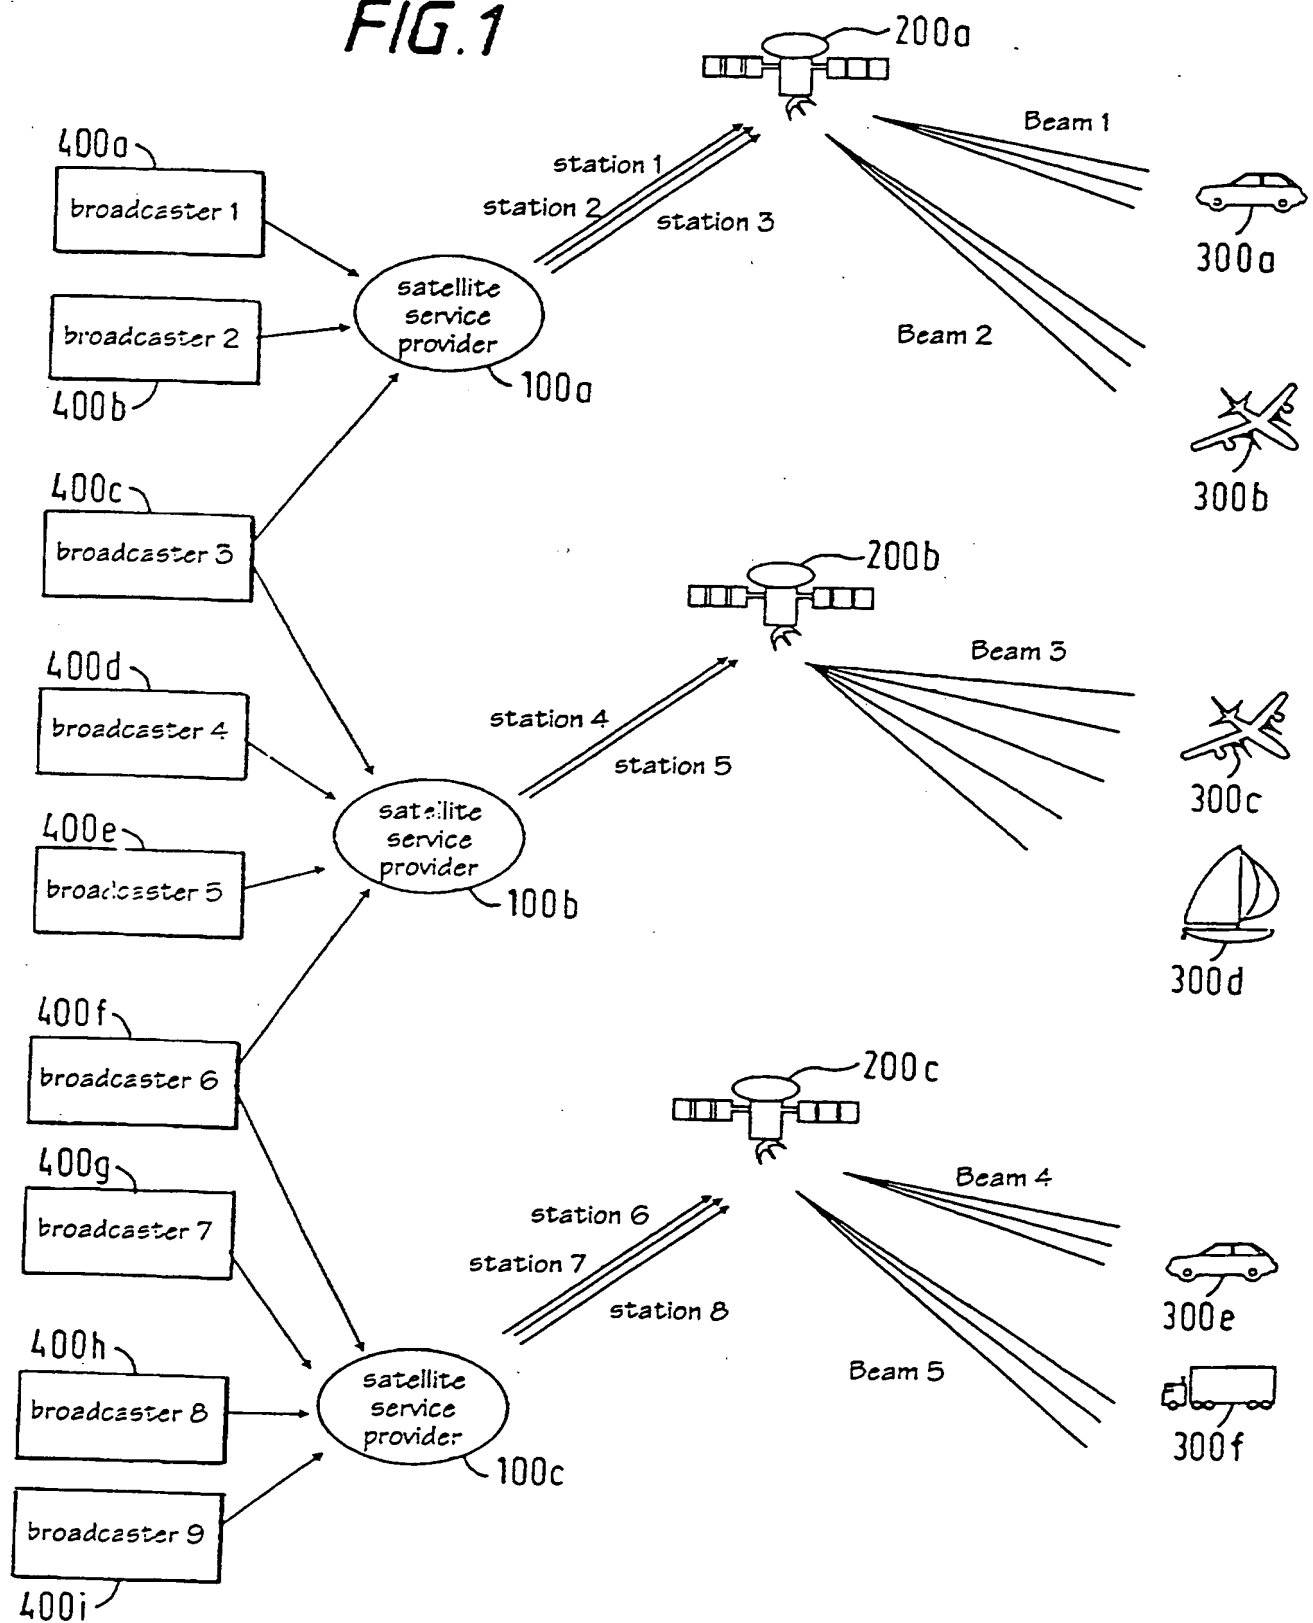 FIG.1
200a
Beam 1
400a
broadcaster 1
station 1
station 2
station 3
300a
satellite
service
provider
100a
broadcaster 2
400b
Beam 2
300b
400c
broadcaster 3
200b
Beam 3
400d
broadcaster 4
station 4
station 5
300c
satellite
service
provider
100b
400e
broadcaster 5
300d
400f
broadcaster 6
200c
Beam 4
400g
broadcaster 7
station 6
station 7
station 8
300e
Beam 5
400h
broadcaster 8
satellite
service
provider
100c
300f
broadcaster 9
400i